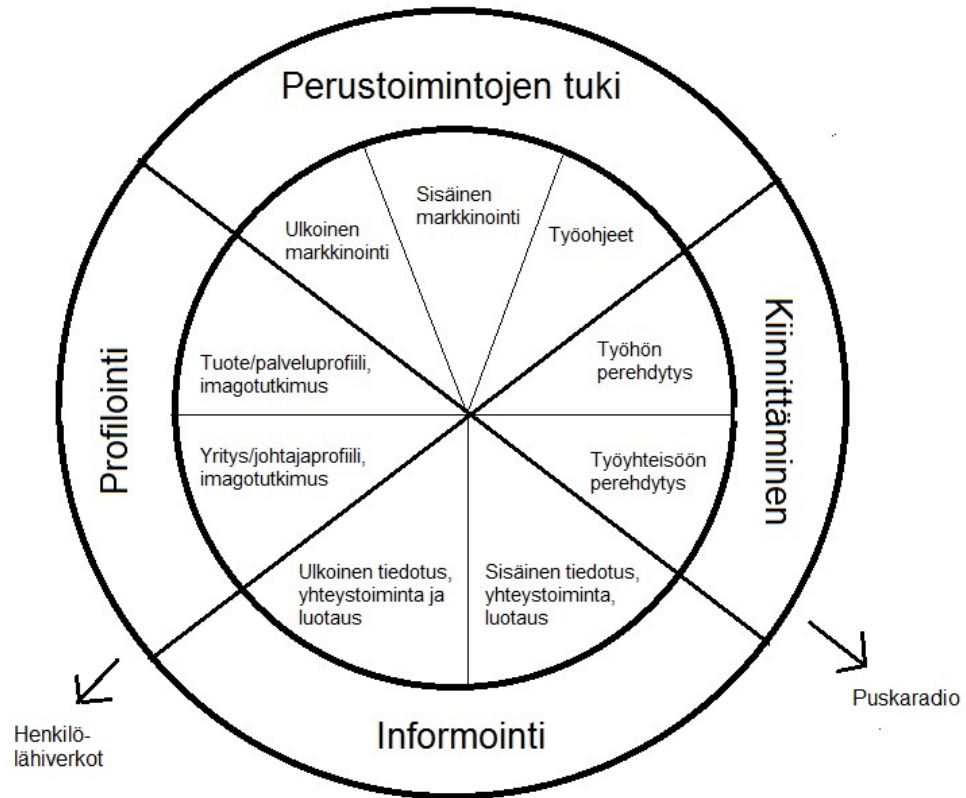 Perustoimintojen tuki
Ulkoinen
markkinointi
Sisäinen
markkinointi
Työohjeet
Profilointi
Tuote/palveluprofiili,
imagotutkimus
Työhön
perehdytys
Kiinnittäminen
Yritys/johtajaprofiili,
imagotutkimus
Työyhteisöön
perehdytys
Ulkoinen tiedotus,
yhteystoiminta ja
luotaus
Sisäinen tiedotus,
yhteystoiminta,
luotaus
Informointi
Henkilö-
lähiverkot
Puskaradio